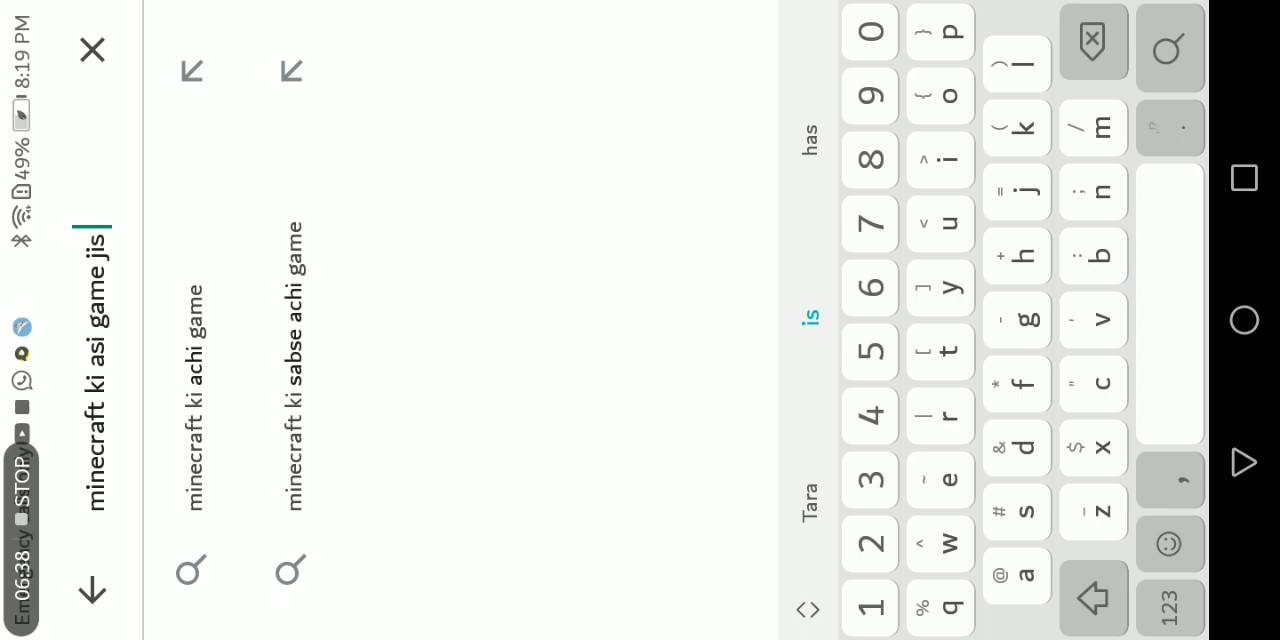 06:38 STOP 49% 8:19 PM
minecraft ki asi game jis
minecraft ki achi game
minecraft ki sabse achi game
Tara is has
1 2 3 4 5 6 7 8 9 0
% ^ ~ | [ ] < > { }
q w e r t y u i o p
@ # & * - + = ( )
a s d f g h j k l
_ $ " ' : ; /
z x c v b n m
123 , . ,!?